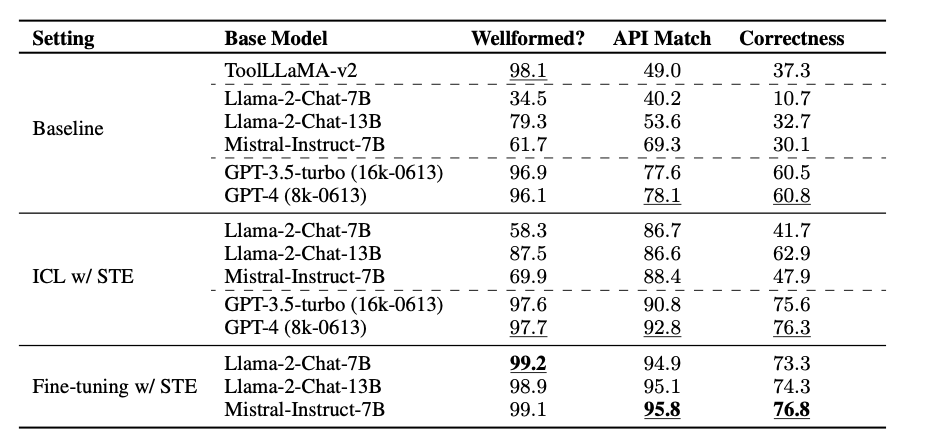 Setting Base Model Wellformed? API Match Correctness
ToolLLaMA-v2 98.1 49.0 37.3
Llama-2-Chat-7B 34.5 40.2 10.7
Baseline Llama-2-Chat-13B 79.3 53.6 32.7
Mistral-Instruct-7B 61.7 69.3 30.1
GPT-3.5-turbo (16k-0613) 96.9 77.6 60.5
GPT-4 (8k-0613) 96.1 78.1 60.8
Llama-2-Chat-7B 58.3 86.7 41.7
Llama-2-Chat-13B 87.5 86.6 62.9
ICL w/ STE Mistral-Instruct-7B 69.9 88.4 47.9
GPT-3.5-turbo (16k-0613) 97.6 90.8 75.6
GPT-4 (8k-0613) 97.7 92.8 76.3
Llama-2-Chat-7B 99.2 94.9 73.3
Fine-tuning w/ STE Llama-2-Chat-13B 98.9 95.1 74.3
Mistral-Instruct-7B 99.1 95.8 76.8